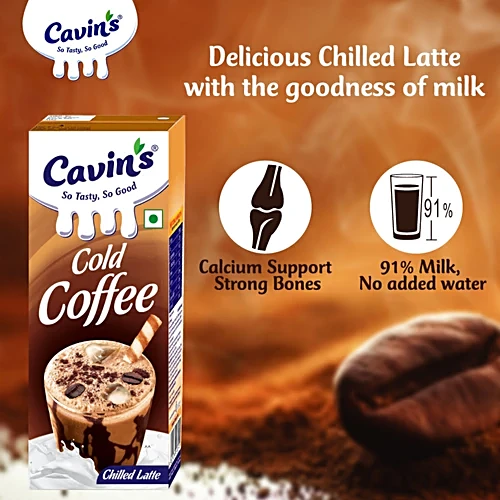 Cavin's
So Tasty, So Good
Delicious Chilled Latte
with the goodness of milk
Cavin's®
So Tasty, So Good
Cold
Coffee
Chilled Latte
Calcium Support
Strong Bones
91%
91% Milk,
No added water